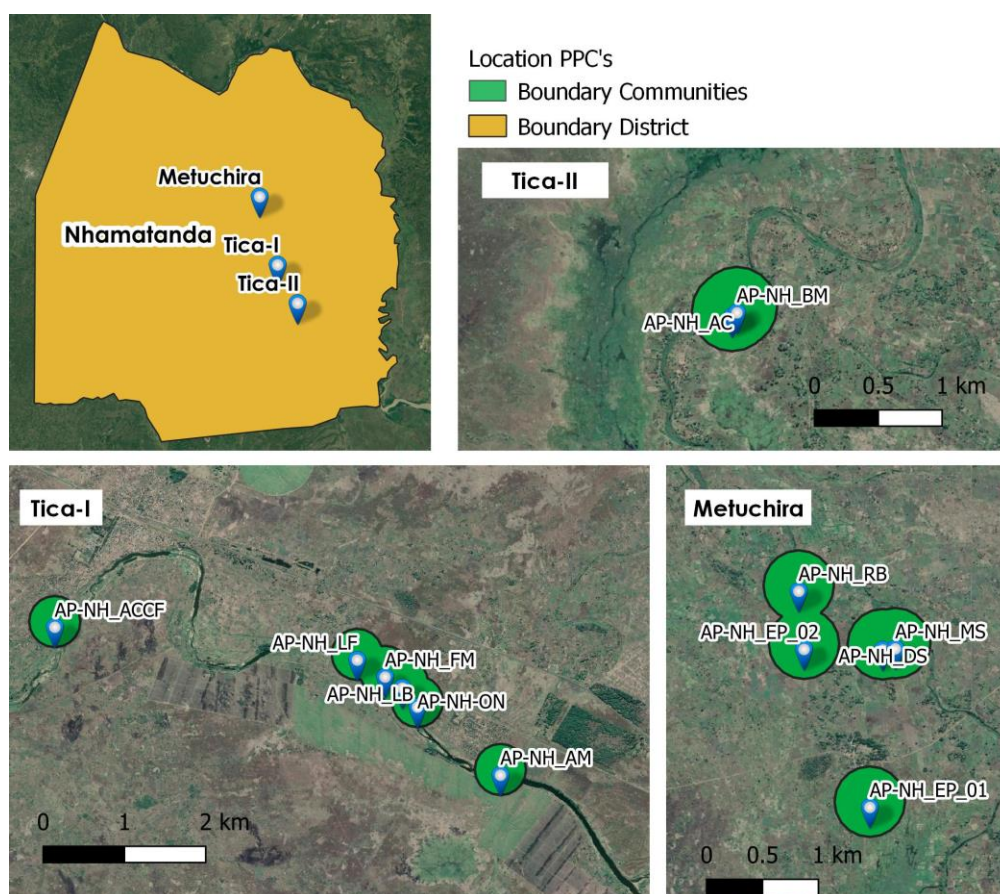 Location PPC's
Boundary Communities
Boundary District
Metuchira
Nhamatanda
Tica-I
Tica-II
Tica-II
AP-NH_BM
AP-NH_AC
0 0.5 1 km
Tica-I
AP-NH_ACCF
AP-NH_LF
AP-NH_FM
AP-NH_LB
AP-NH-ON
AP-NH_AM
0 1 2 km
Metuchira
AP-NH_RB
AP-NH_EP_02
AP-NH_MS
AP-NH_DS
AP-NH_EP_01
0 0.5 1 km